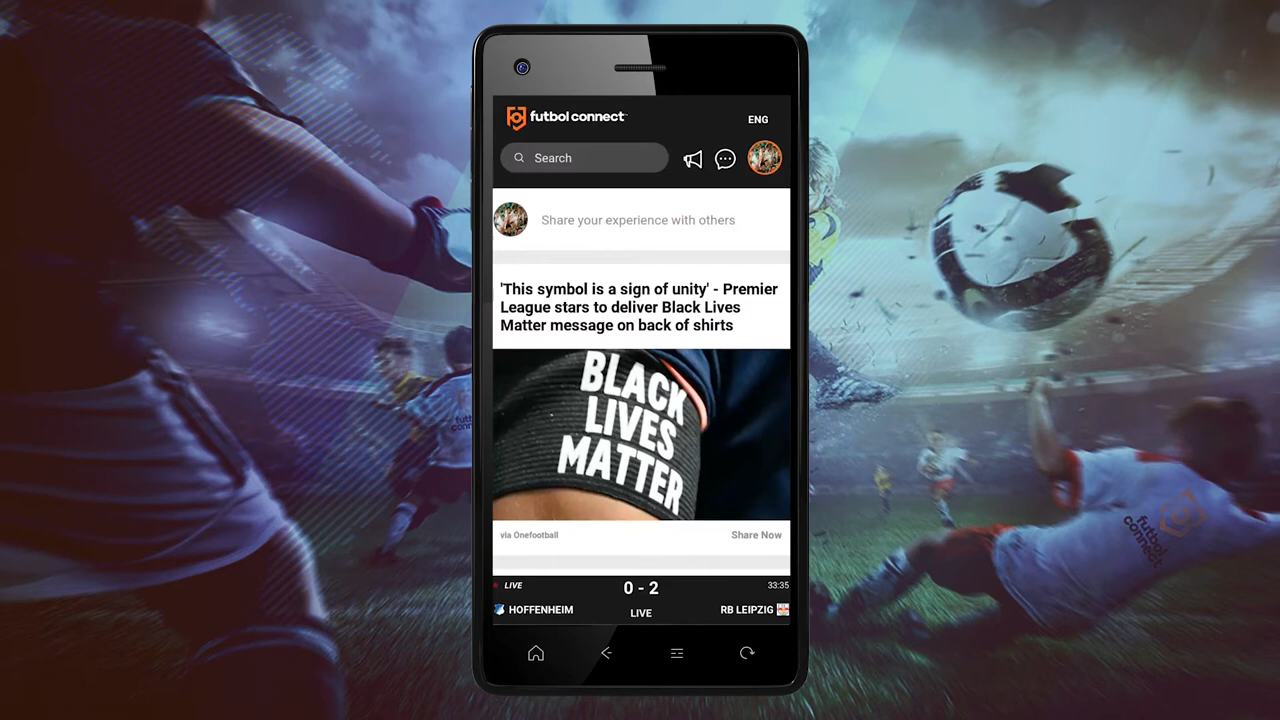 futbol connect™
ENG
Search
Share your experience with others
'This symbol is a sign of unity' - Premier
League stars to deliver Black Lives
Matter message on back of shirts
BLACK
LIVES
MATTER
via Onefootball
Share Now
LIVE
0 - 2
33:35
HOFFENHEIM
LIVE
RB LEIPZIG
futbol
connect